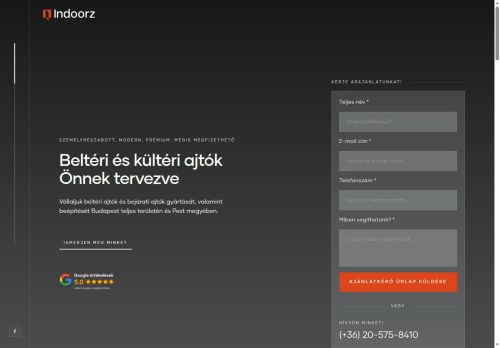 Indoorz
SZEMÉLYRESZABOTT, MODERN, PRÉMIUM, MÉGIS MEGFIZETHETŐ
Beltéri és kültéri ajtók
Önnek tervezve
Vállaljuk beltéri ajtók és bejárati ajtók gyártását, valamint
beépítését Budapest teljes területén és Pest megyében.
ISMERJEN MEG MINKET
Google értékelések
5.0
KÉRJE ÁRAJÁNLATUNKAT!
Teljes név *
E-mail cím *
Telefonszám *
Miben segíthetünk? *
AJÁNLATKÉRŐ ŰRLAP KÜLDÉSE
VAGY
HÍVJON MINKET!
(+36) 20-575-8410